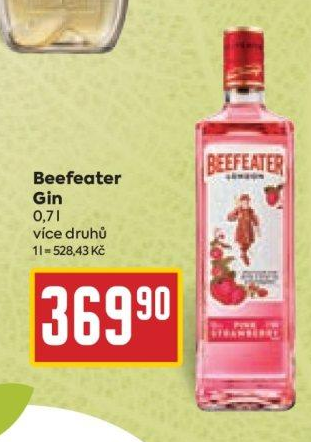 Beefeater
Gin
0,7 l
více druhů
1 l = 528,43 Kč
369 90
BEEFEATER
LONDON
PINK
STRAWBERRY